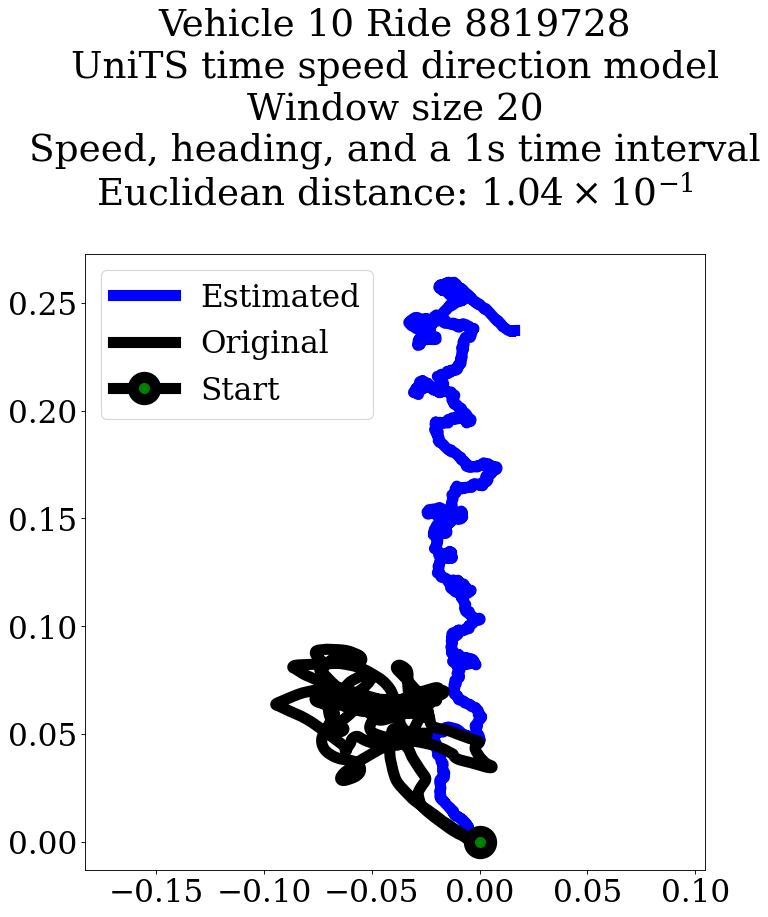 Vehicle 10 Ride 8819728
UniTS time speed direction model
Window size 20
Speed, heading, and a 1s time interval
Euclidean distance: 1.04 × 10⁻¹
Estimated
Original
Start
0.25
0.20
0.15
0.10
0.05
0.00
−0.15 −0.10 −0.05 0.00 0.05 0.10